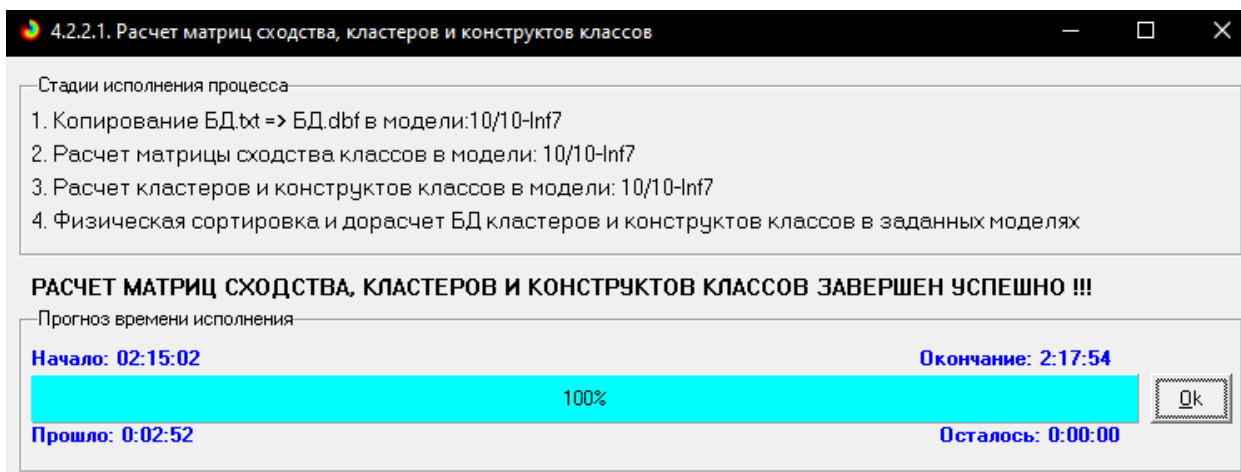 4.2.2.1. Расчет матриц сходства, кластеров и конструктов классов
Стадии исполнения процесса
1. Копирование БД.txt => БД.dbf в модели:10/10-Inf7
2. Расчет матрицы сходства классов в модели: 10/10-Inf7
3. Расчет кластеров и конструктов классов в модели: 10/10-Inf7
4. Физическая сортировка и дорасчет БД кластеров и конструктов классов в заданных моделях
РАСЧЕТ МАТРИЦ СХОДСТВА, КЛАСТЕРОВ И КОНСТРУКТОВ КЛАССОВ ЗАВЕРШЕН УСПЕШНО !!!
Прогноз времени исполнения
Начало: 02:15:02 Окончание: 2:17:54
100% Ok
Прошло: 0:02:52 Осталось: 0:00:00